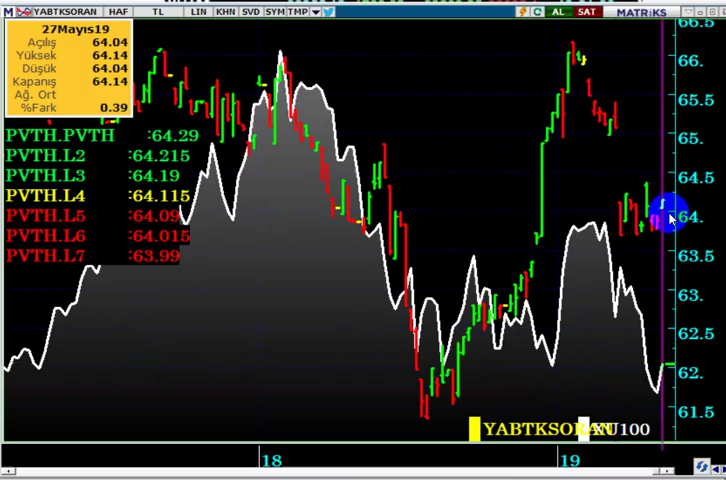 M YABTKSORAN HAF TL LIN KHN SVD SYM TMP C AL SAT MATRİKS
27Mayıs19
Açılış 64.04
Yüksek 64.14
Düşük 64.04
Kapanış 64.14
Ağ. Ort
%Fark 0.39
PVTH.PVTH :64.29
PVTH.L2 :64.215
PVTH.L3 :64.19
PVTH.L4 :64.115
PVTH.L5 :64.09
PVTH.L6 :64.015
PVTH.L7 :63.99
66.5
66.
65.5
65.
64.5
64.
63.5
63.
62.5
62.
61.5
YABTKSORAN XU100
18 19